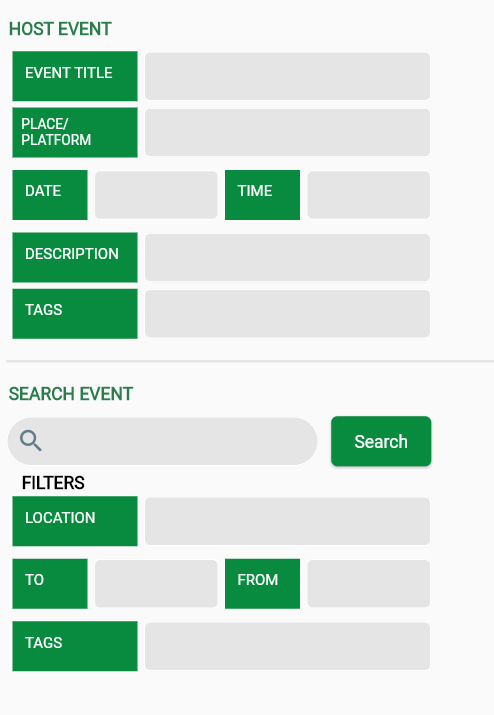 HOST EVENT
EVENT TITLE
PLACE/
PLATFORM
DATE
TIME
DESCRIPTION
TAGS
SEARCH EVENT
Search
FILTERS
LOCATION
TO
FROM
TAGS